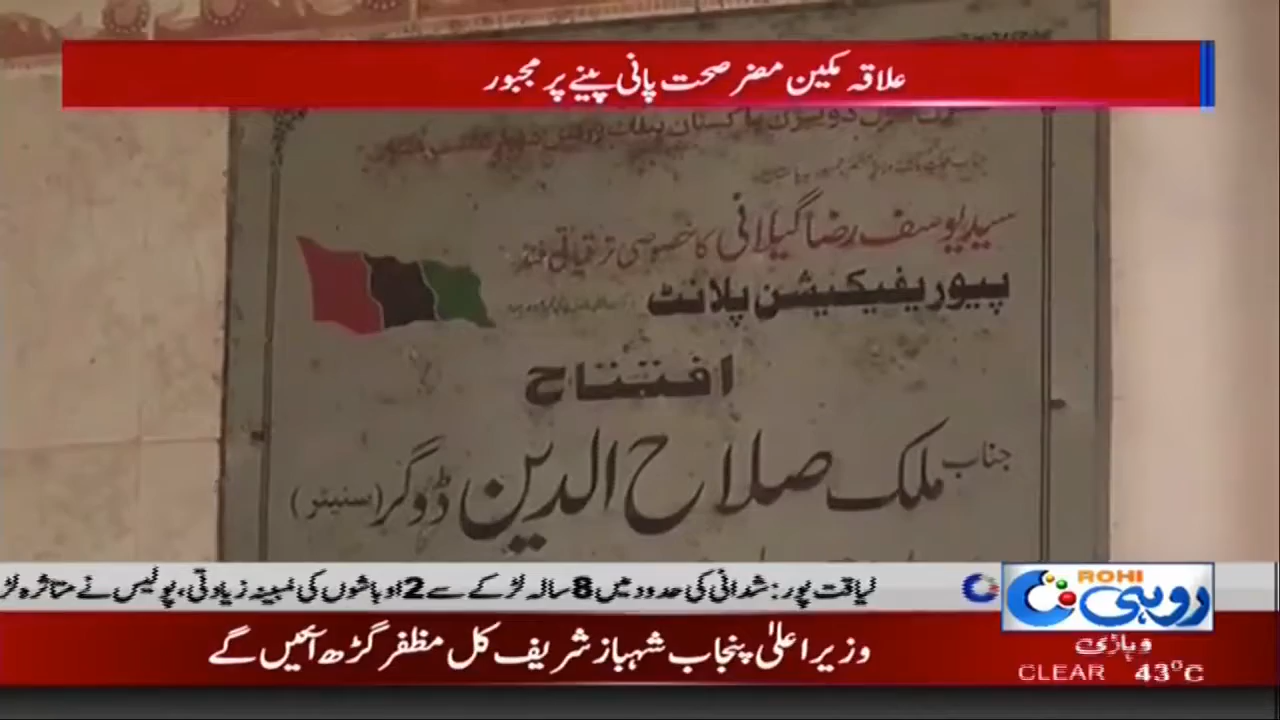 علاقہ مکین مضر صحت پانی پینے پر مجبور
سید یوسف رضا گیلانی کا خصوصی ترقیاتی فنڈ
پیوریفیکیشن پلانٹ
افتتاح
جناب ملک صلاح الدین ڈوگر (سنیٹر)
لیاقت پور: شدانی کی حدود میں 8 سالہ لڑکے سے 2 اوباشوں کی مبینہ زیادتی، پولیس نے متاثرہ لڑ
ROHI
روہی
وزیر اعلیٰ پنجاب شہباز شریف کل مظفر گڑھ آئیں گے
وہاڑی
CLEAR 43°C